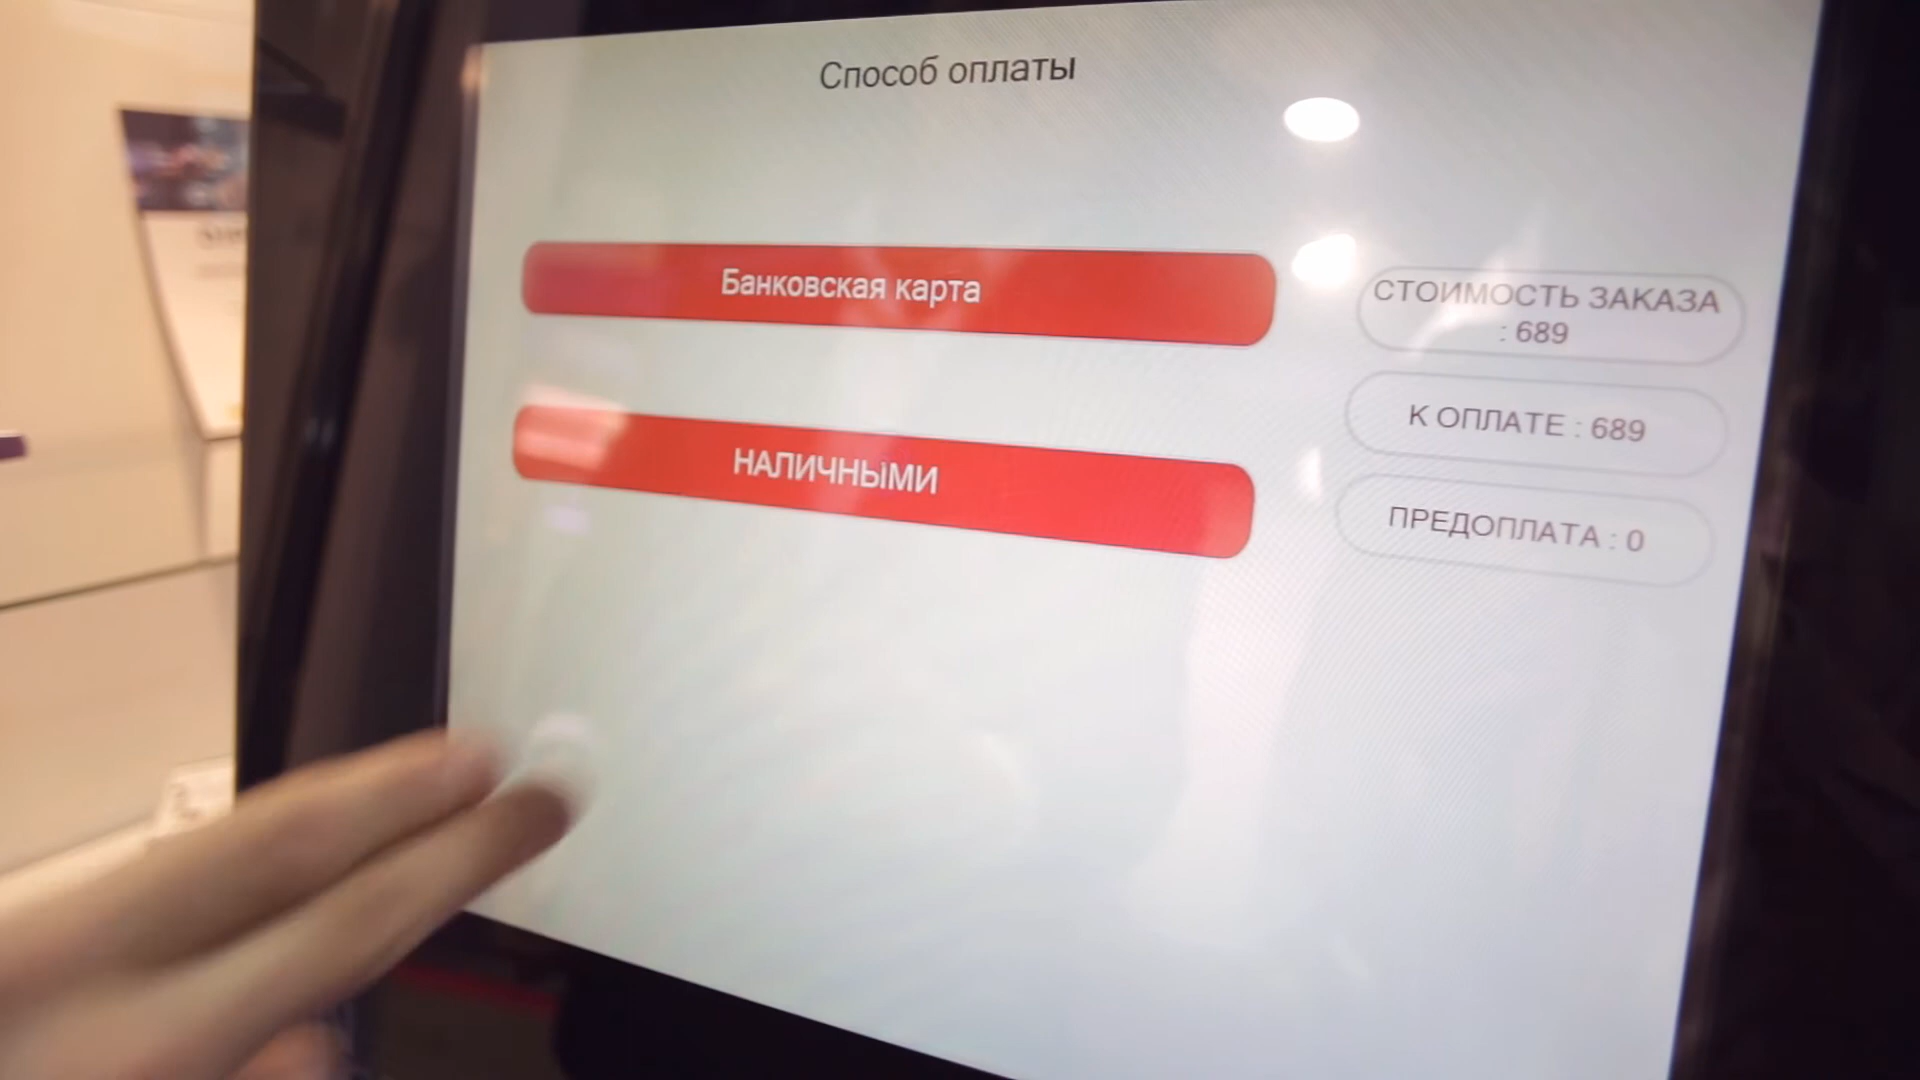 Способ оплаты
Банковская карта
НАЛИЧНЫМИ
СТОИМОСТЬ ЗАКАЗА
: 689
К ОПЛАТЕ : 689
ПРЕДОПЛАТА : 0